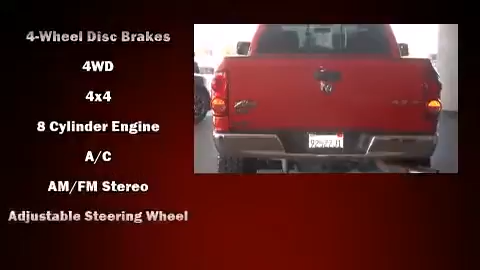 4-Wheel Disc Brakes
4WD
4x4
8 Cylinder Engine
A/C
AM/FM Stereo
Adjustable Steering Wheel